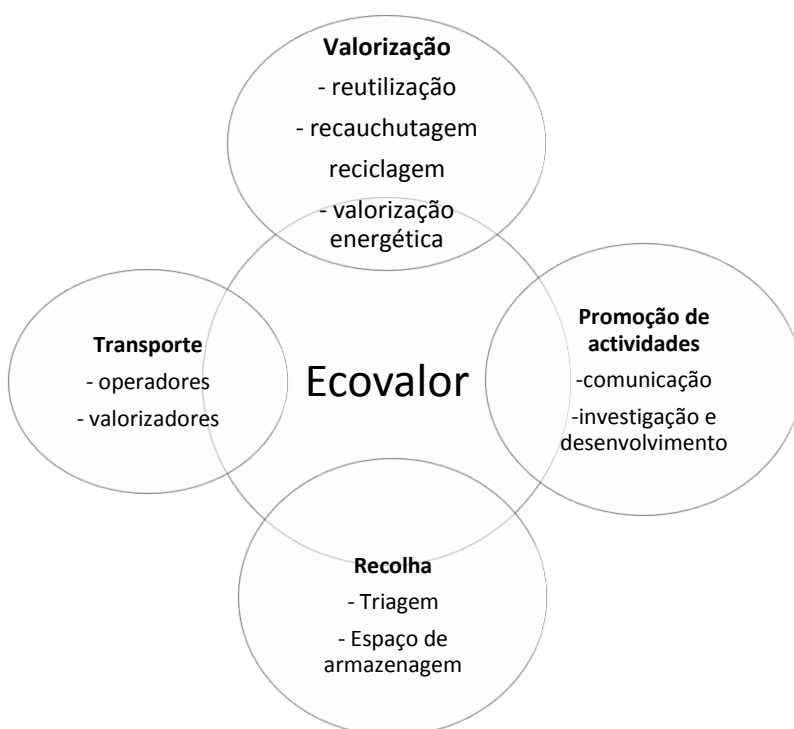 Valorização
- reutilização
- recauchutagem
reciclagem
- valorização
energética
Transporte
- operadores
- valorizadores
Ecovalor
Promoção de
actividades
-comunicação
-investigação e
desenvolvimento
Recolha
- Triagem
- Espaço de
armazenagem